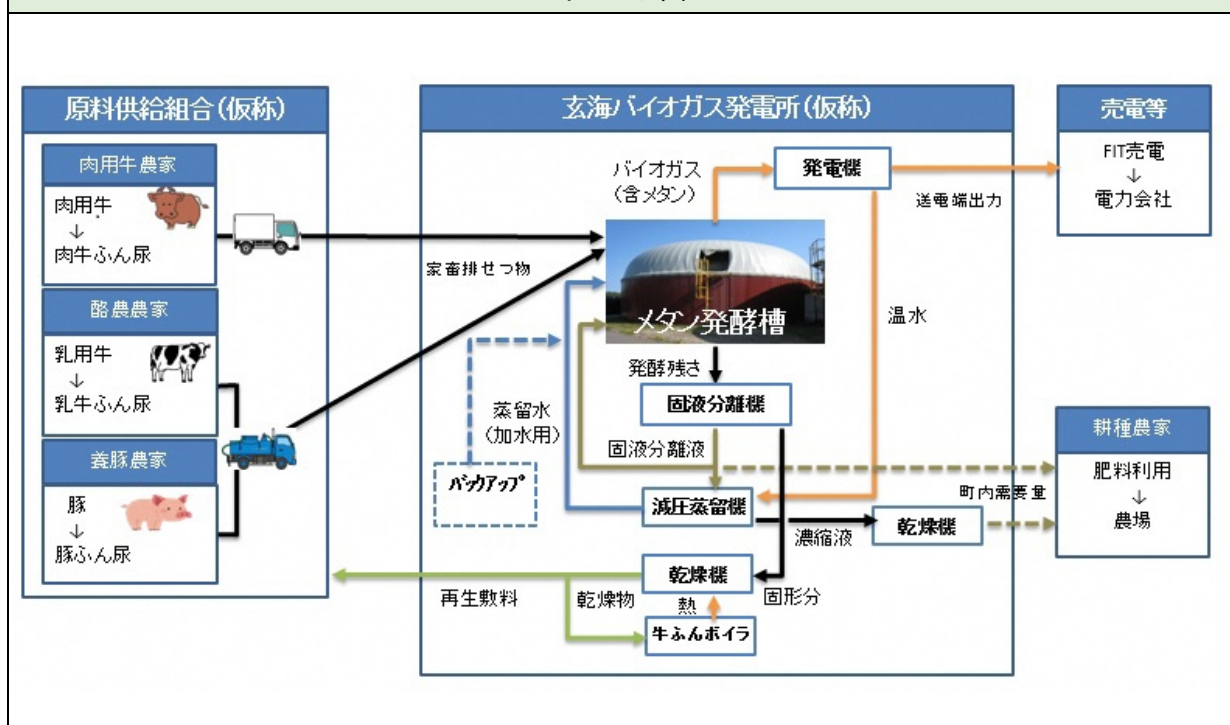 原料供給組合(仮称)
肉用牛農家
肉用牛
↓
肉牛ふん尿
酪農農家
乳用牛
↓
乳牛ふん尿
養豚農家
豚
↓
豚ふん尿
家畜排せつ物
玄海バイオガス発電所(仮称)
バイオガス
(含メタン)
発電機
送電端出力
メタン発酵槽
温水
発酵残さ
固液分離機
蒸留水
(加水用)
固液分離液
バックアップ
減圧蒸留機
濃縮液
乾燥機
町内需要量
乾燥機
固形分
再生敷料
乾燥物
熱
牛ふんボイラ
売電等
FIT売電
↓
電力会社
耕種農家
肥料利用
↓
農場